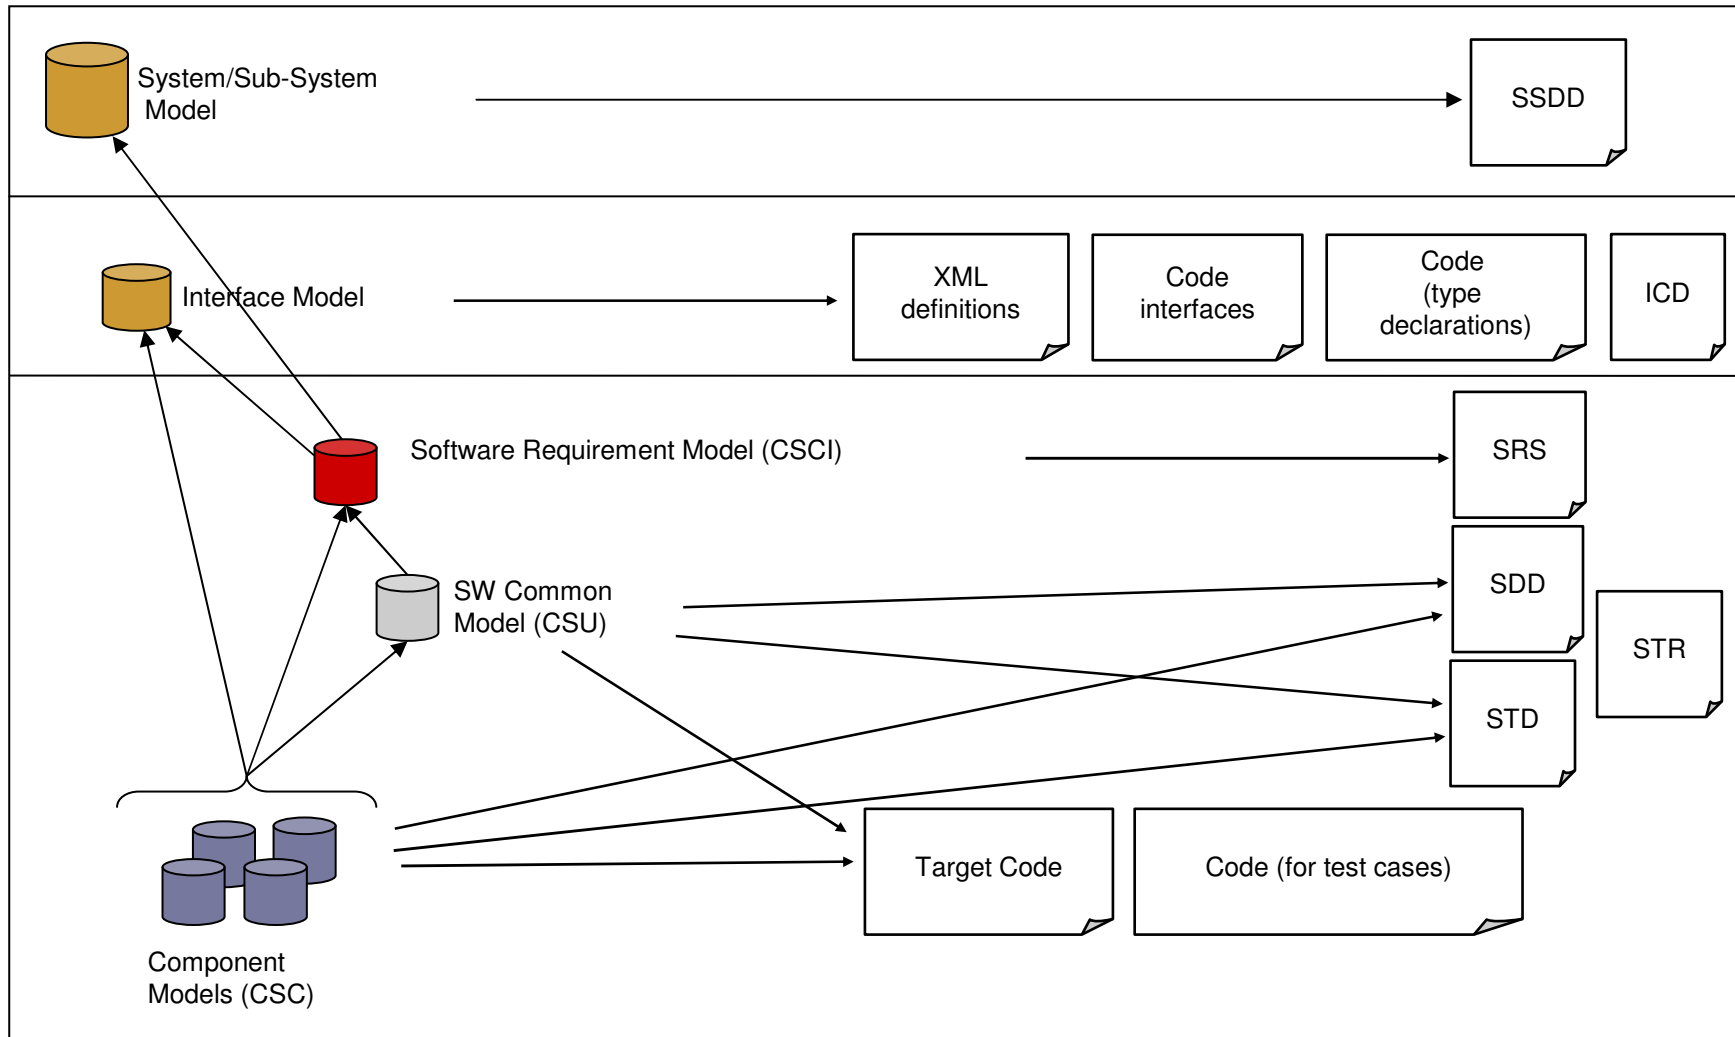 System/Sub-System
Model
SSDD
Interface Model
XML
definitions
Code
interfaces
Code
(type
declarations)
ICD
Software Requirement Model (CSCI)
SRS
SW Common
Model (CSU)
SDD
STR
STD
Target Code
Code (for test cases)
Component
Models (CSC)